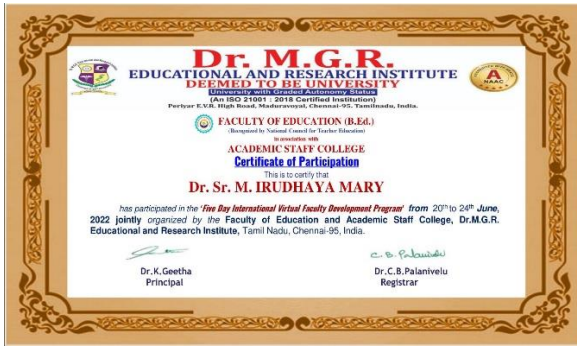 Dr. M.G.R.
EDUCATIONAL AND RESEARCH INSTITUTE
DEEMED TO BE UNIVERSITY
University with Graded Autonomy Status
(An ISO 21001 : 2018 Certified Institution)
Periyar E.V.R. High Road, Maduravoyal, Chennai-95. Tamilnadu, India.
A
NAAC
FACULTY OF EDUCATION (B.Ed.)
(Recognized by National Council for Teacher Education)
in association with
ACADEMIC STAFF COLLEGE
Certificate of Participation
This is to certify that
Dr. Sr. M. IRUDHAYA MARY
has participated in the 'Five Day International Virtual Faculty Development Program' from 20th to 24th June,
2022 jointly organized by the Faculty of Education and Academic Staff College, Dr.M.G.R.
Educational and Research Institute, Tamil Nadu, Chennai-95, India.
C. B. Palanivelu
Dr.K.Geetha
Principal
Dr.C.B.Palanivelu
Registrar